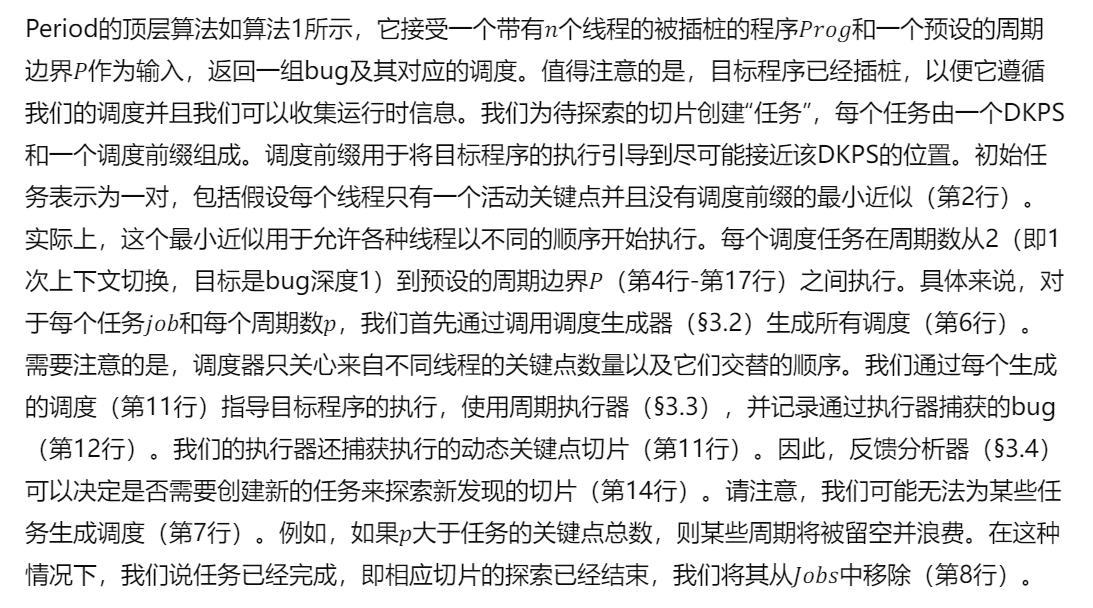 Period的顶层算法如算法1所示，它接受一个带有n个线程的被插桩的程序Prog和一个预设的周期
边界P作为输入，返回一组bug及其对应的调度。值得注意的是，目标程序已经插桩，以便它遵循
我们的调度并且我们可以收集运行时信息。我们为待探索的切片创建“任务”，每个任务由一个DKPS
和一个调度前缀组成。调度前缀用于将目标程序的执行引导到尽可能接近该DKPS的位置。初始任
务表示为一对，包括假设每个线程只有一个活动关键点并且没有调度前缀的最小近似（第2行）。
实际上，这个最小近似用于允许各种线程以不同的顺序开始执行。每个调度任务在周期数从2（即1
次上下文切换，目标是bug深度1）到预设的周期边界P（第4行-第17行）之间执行。具体来说，对
于每个任务job和每个周期数p，我们首先通过调用调度生成器（§3.2）生成所有调度（第6行）。
需要注意的是，调度器只关心来自不同线程的关键点数量以及它们交替的顺序。我们通过每个生成
的调度（第11行）指导目标程序的执行，使用周期执行器（§3.3），并记录通过执行器捕获的bug
（第12行）。我们的执行器还捕获执行的动态关键点切片（第11行）。因此，反馈分析器（§3.4）
可以决定是否需要创建新的任务来探索新发现的切片（第14行）。请注意，我们可能无法为某些任
务生成调度（第7行）。例如，如果p大于任务的关键点总数，则某些周期将被留空并浪费。在这种
情况下，我们说任务已经完成，即相应切片的探索已经结束，我们将其从Jobs中移除（第8行）。